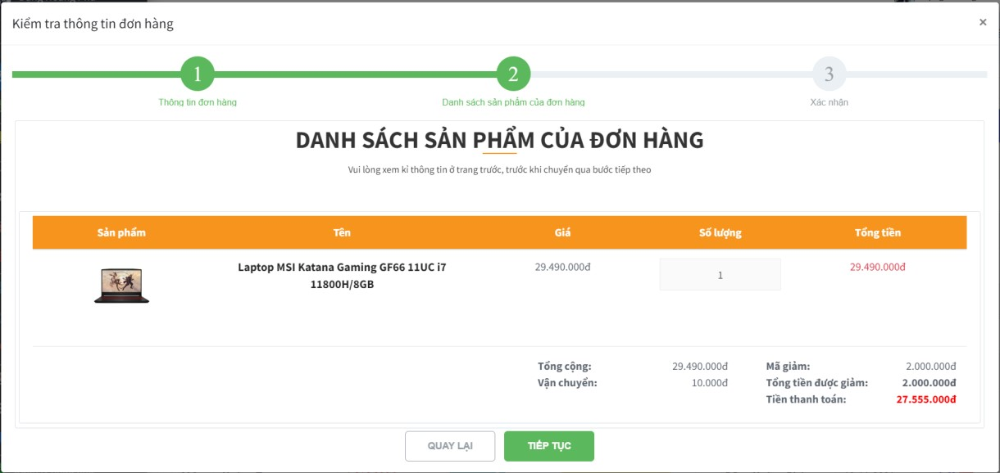 Kiểm tra thông tin đơn hàng
×
1
2
3
Thông tin đơn hàng
Danh sách sản phẩm của đơn hàng
Xác nhận
DANH SÁCH SẢN PHẨM CỦA ĐƠN HÀNG
Vui lòng xem kĩ thông tin ở trang trước, trước khi chuyển qua bước tiếp theo
Sản phẩm Tên Giá Số lượng Tổng tiền
Laptop MSI Katana Gaming GF66 11UC i7 29.490.000đ 1 29.490.000đ
11800H/8GB
Tổng cộng: 29.490.000đ Mã giảm: 2.000.000đ
Vận chuyển: 10.000đ Tổng tiền được giảm: 2.000.000đ
Tiền thanh toán: 27.555.000đ
QUAY LẠI TIẾP TỤC